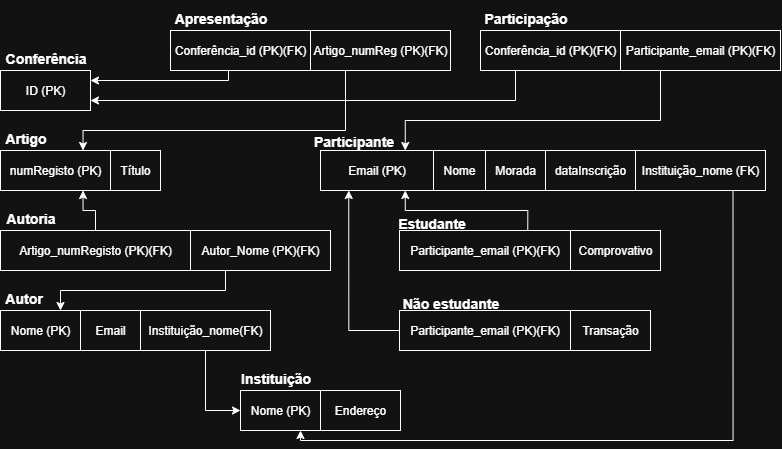 Apresentação
Participação
Conferência_id (PK)(FK) Artigo_numReg (PK)(FK)
Conferência_id (PK)(FK) Participante_email (PK)(FK)
Conferência
ID (PK)
Artigo
numRegisto (PK) Título
Participante
Email (PK) Nome Morada dataInscrição Instituição_nome (FK)
Autoria
Artigo_numRegisto (PK)(FK) Autor_Nome (PK)(FK)
Estudante
Participante_email (PK)(FK) Comprovativo
Autor
Nome (PK) Email Instituição_nome(FK)
Não estudante
Participante_email (PK)(FK) Transação
Instituição
Nome (PK) Endereço